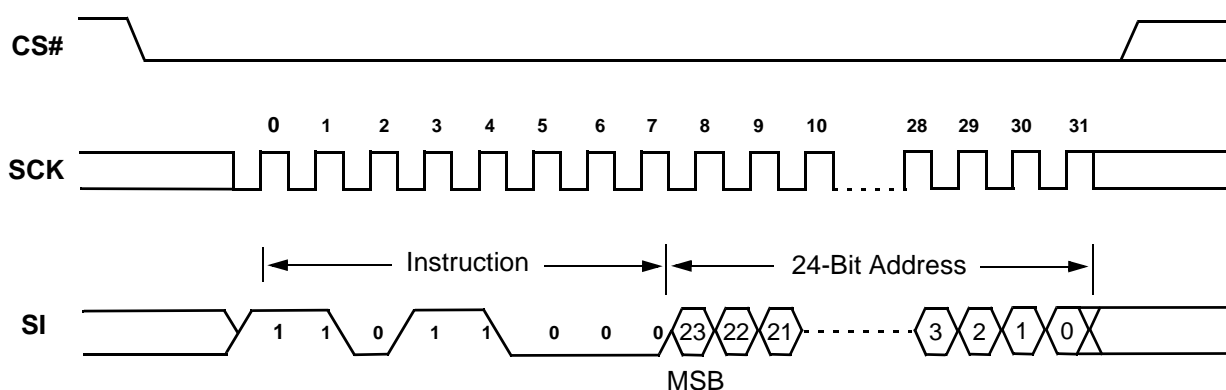 CS#
0 1 2 3 4 5 6 7 8 9 10 28 29 30 31
SCK
Instruction 24-Bit Address
SI 1 1 0 1 1 0 0 0 23 22 21 3 2 1 0
MSB